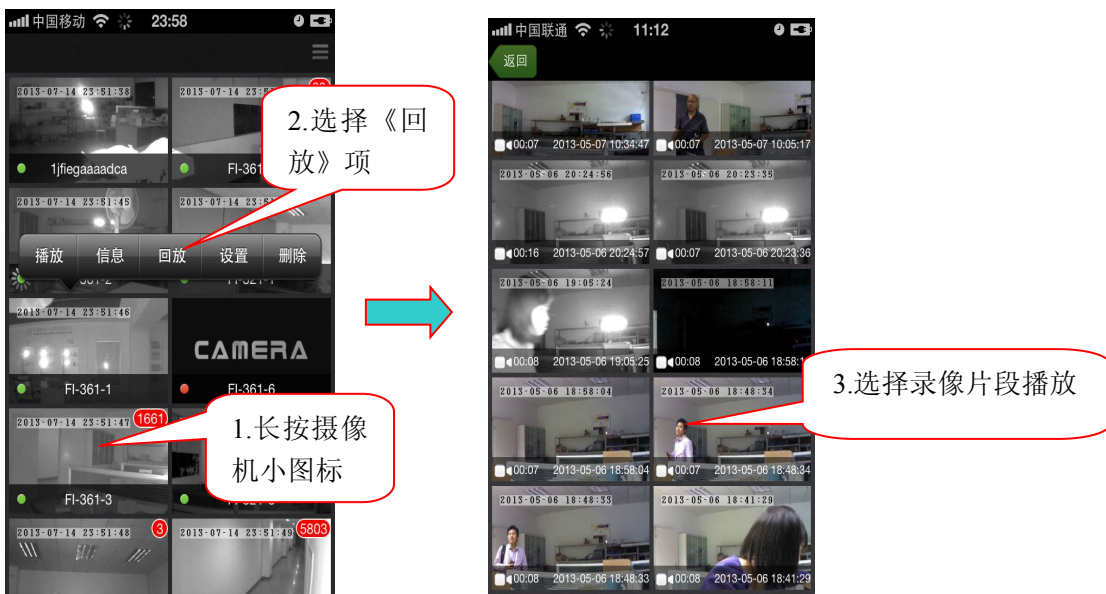 中国移动 23:58
2013-07-14 23:51:38
1jfiegaaaadca
FI-361
2013-07-14 23:51:45
播放 信息 回放 设置 删除
361-2
FI-321-1
2013-07-14 23:51:46
CAMERA
FI-361-1
FI-361-6
2013-07-14 23:51:47
1661
FI-361-3
2013-07-14 23:51:48
3
2013-07-14 23:51:49
5803
2.选择《回
放》项
1.长按摄像
机小图标
中国联通 11:12
返回
00:07 2013-05-07 10:34:47
00:07 2013-05-07 10:05:17
2013-05-06 20:24:56
2013-05-06 20:23:35
00:16 2013-05-06 20:24:57
00:07 2013-05-06 20:23:36
2013-05-06 19:05:24
2013-05-06 18:58:11
00:08 2013-05-06 19:05:25
00:08 2013-05-06 18:58:1
2013-05-06 18:58:04
2013-05-06 18:48:34
00:07 2013-05-06 18:58:04
00:07 2013-05-06 18:48:34
2013-05-06 18:48:33
2013-05-06 18:41:29
00:08 2013-05-06 18:48:33
00:08 2013-05-06 18:41:29
3.选择录像片段播放